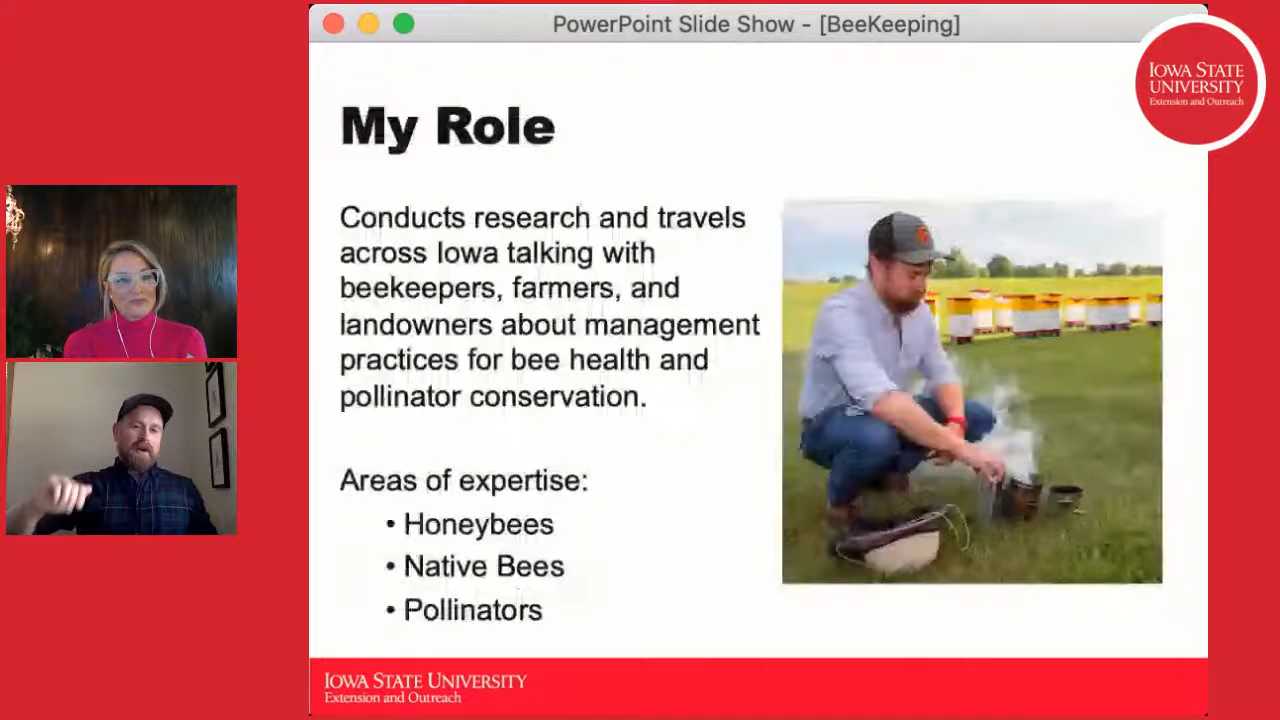 PowerPoint Slide Show - [BeeKeeping]
IOWA STATE
UNIVERSITY
Extension and Outreach
My Role
Conducts research and travels
across Iowa talking with
beekeepers, farmers, and
landowners about management
practices for bee health and
pollinator conservation.
Areas of expertise:
• Honeybees
• Native Bees
• Pollinators
IOWA STATE UNIVERSITY
Extension and Outreach